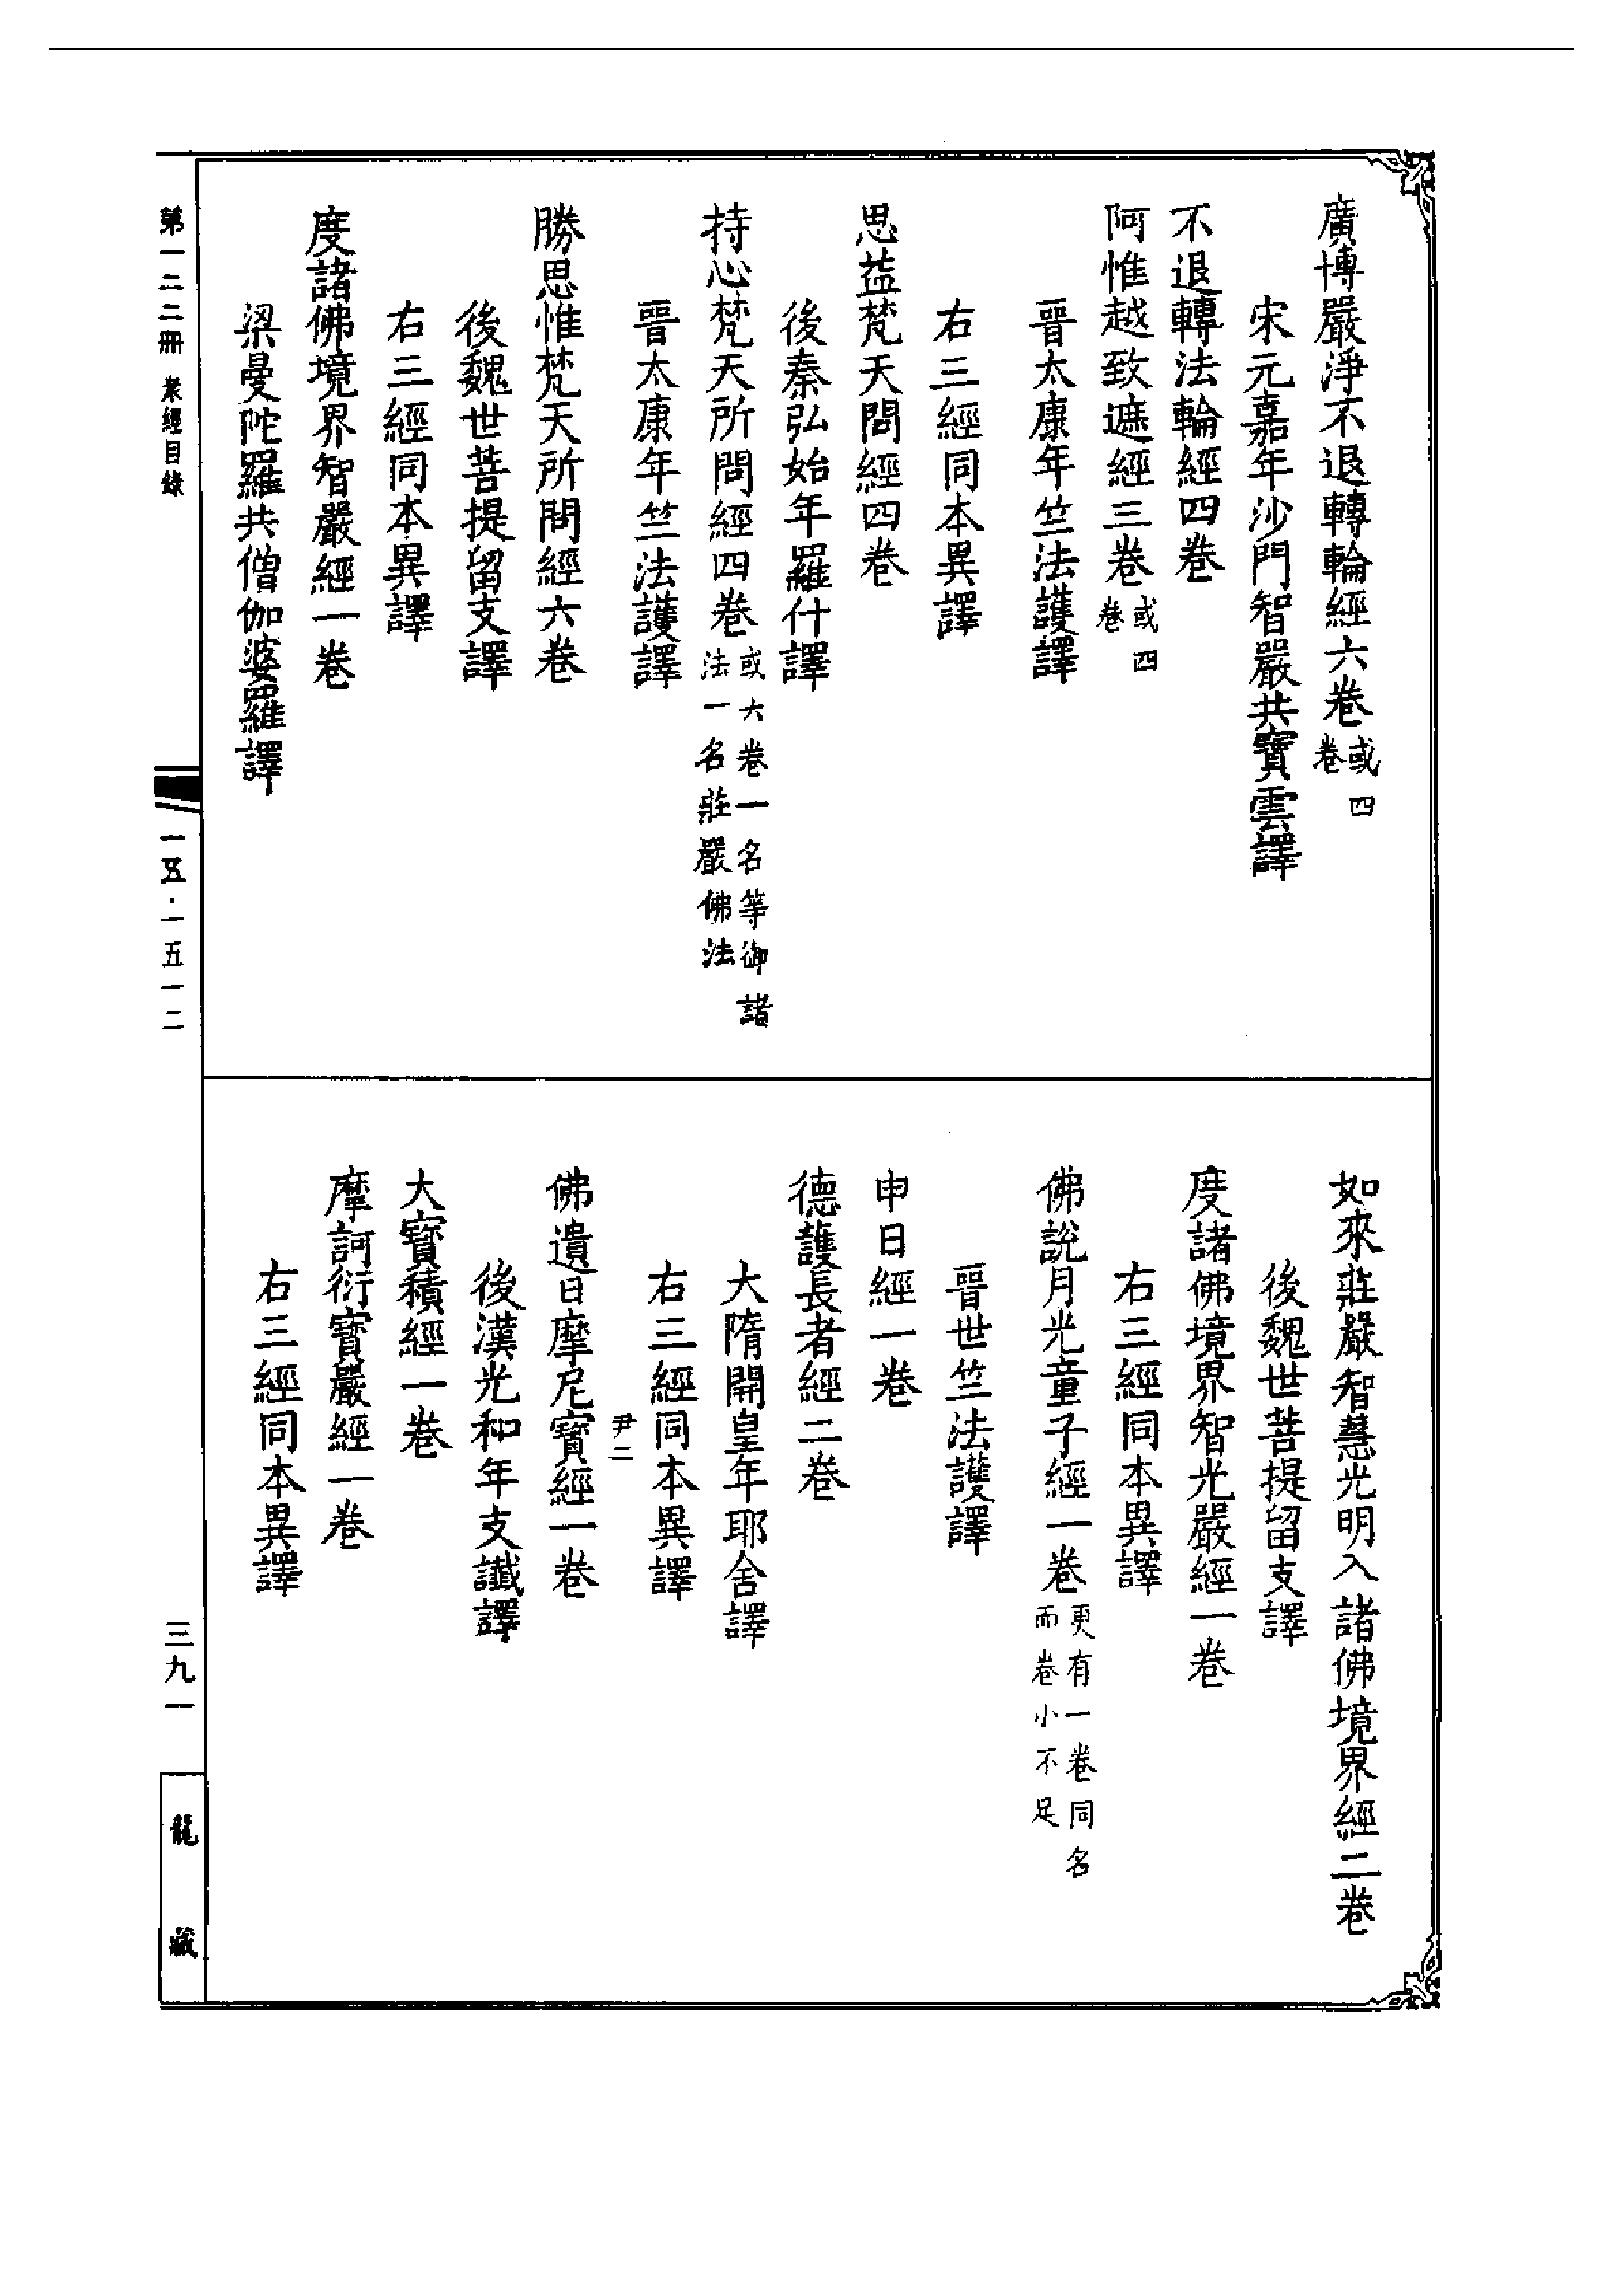 廣博嚴淨不退轉輪經六卷或四卷
宋元嘉年沙門智嚴共寶雲譯
不退轉法輪經四卷
阿惟越致遮經三卷或四卷
晉太康年竺法護譯
右三經同本異譯
思益梵天問經四卷
後秦弘始年羅什譯
持心梵天所問經四卷或六卷一名等御諸法一名莊嚴佛法
晉太康年竺法護譯
勝思惟梵天所問經六卷
後魏世菩提留支譯
右三經同本異譯
度諸佛境界智嚴經一卷
梁曼陀羅共僧伽婆羅譯
如來莊嚴智慧光明入諸佛境界經二卷
後魏世菩提留支譯
度諸佛境界智光嚴經一卷
右三經同本異譯
佛說月光童子經一卷更有一卷同名而卷小不足
晉世竺法護譯
申日經一卷
德護長者經二卷
大隋開皇年耶舍譯
右三經同本異譯
尹二
佛遺日摩尼寶經一卷
後漢光和年支讖譯
大寶積經一卷
摩訶衍寶嚴經一卷
右三經同本異譯
第一二二冊 衆經目錄
一五·一五一二
三九一
龍藏